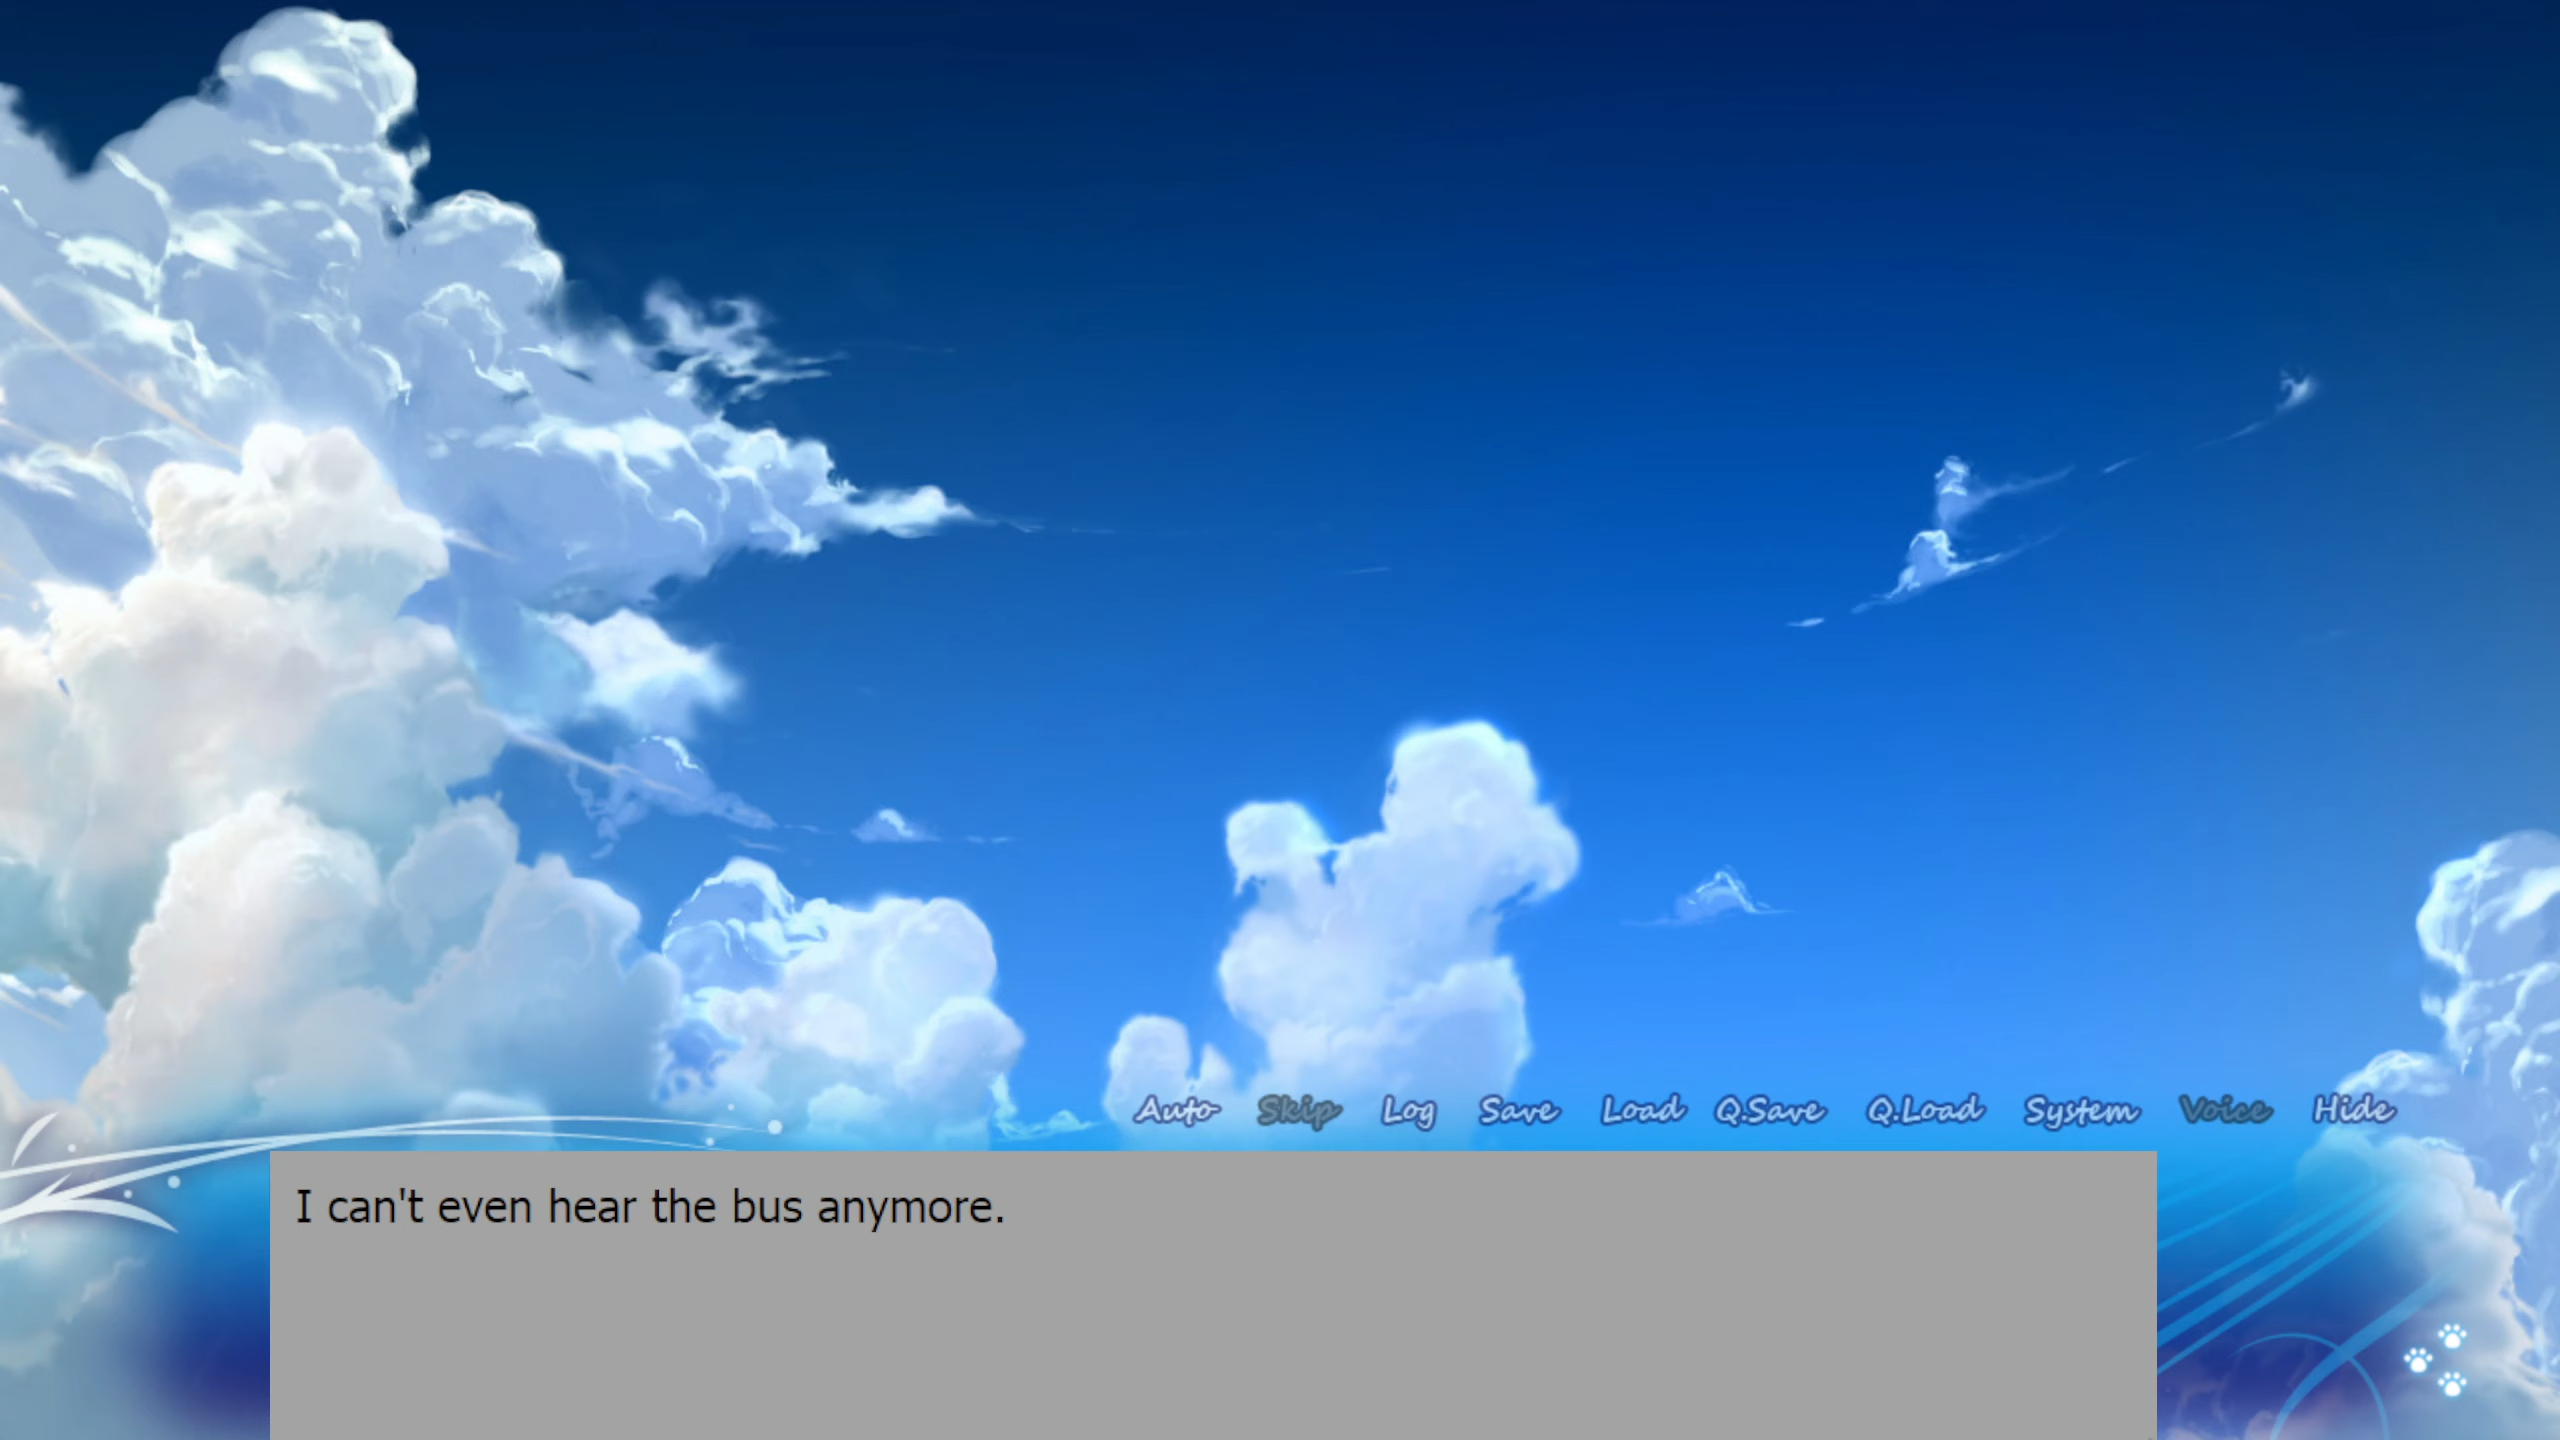 Auto Skip Log Save Load Q.Save Q.Load System Voice Hide
I can't even hear the bus anymore.